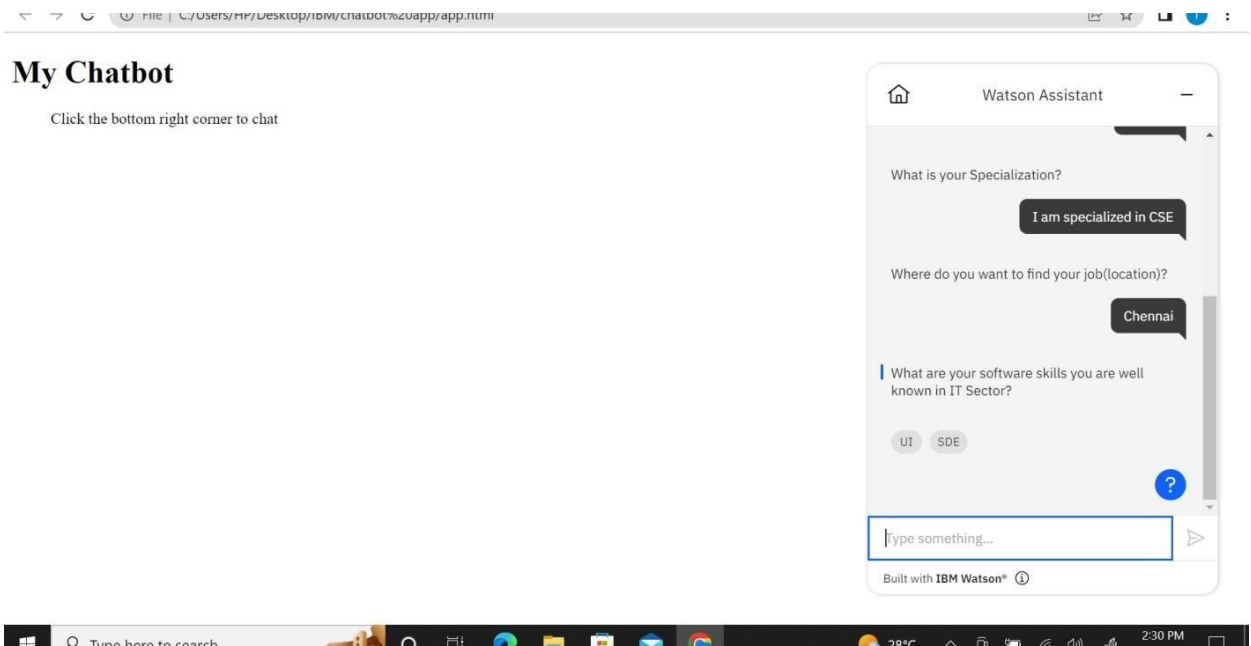 File | C:/Users/HP/Desktop/IBM/chatbot%20app/app.html
My Chatbot
Click the bottom right corner to chat
Watson Assistant
What is your Specialization?
I am specialized in CSE
Where do you want to find your job(location)?
Chennai
What are your software skills you are well
known in IT Sector?
UI SDE
?
Type something...
Built with IBM Watson®
Type here to search
28°C
2:30 PM